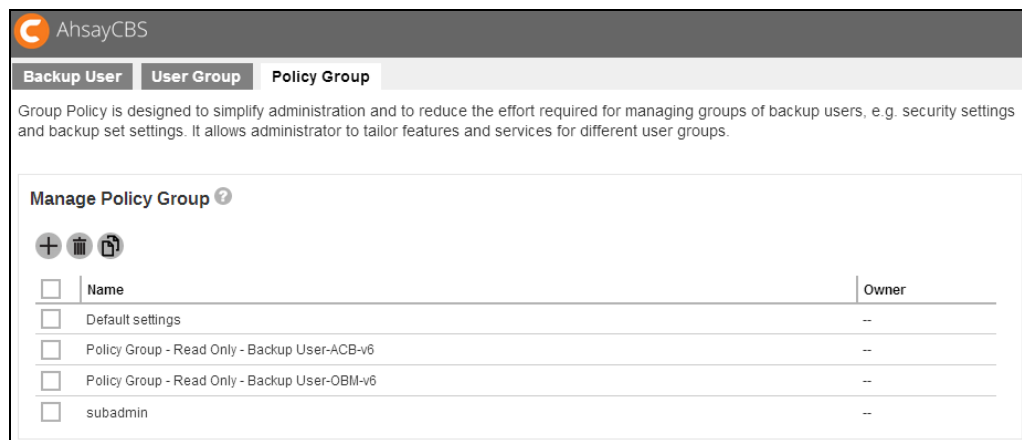 AhsayCBS
Backup User User Group Policy Group
Group Policy is designed to simplify administration and to reduce the effort required for managing groups of backup users, e.g. security settings
and backup set settings. It allows administrator to tailor features and services for different user groups.
Manage Policy Group ?
Name Owner
Default settings --
Policy Group - Read Only - Backup User-ACB-v6 --
Policy Group - Read Only - Backup User-OBM-v6 --
subadmin --